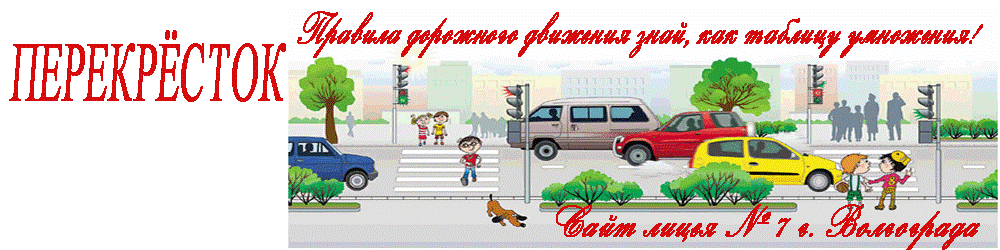 ПЕРЕКРЁСТОК
Правила дорожного движения знай, как таблицу умножения!
Сайт лицея № 7 г. Волгограда